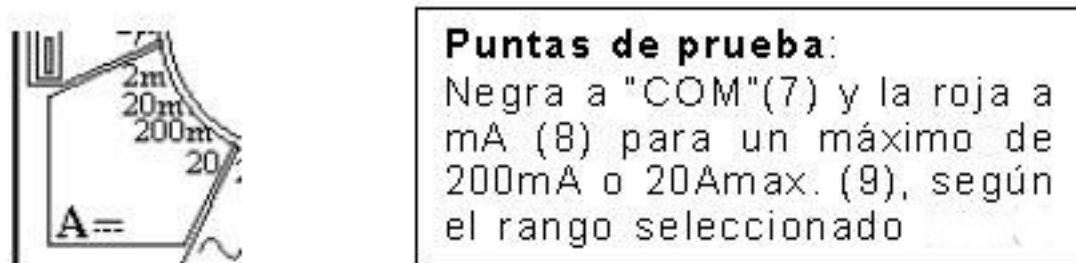 2m
20m
200m
20
A
Puntas de prueba:
Negra a "COM"(7) y la roja a
mA (8) para un máximo de
200mA o 20Amax. (9), según
el rango seleccionado